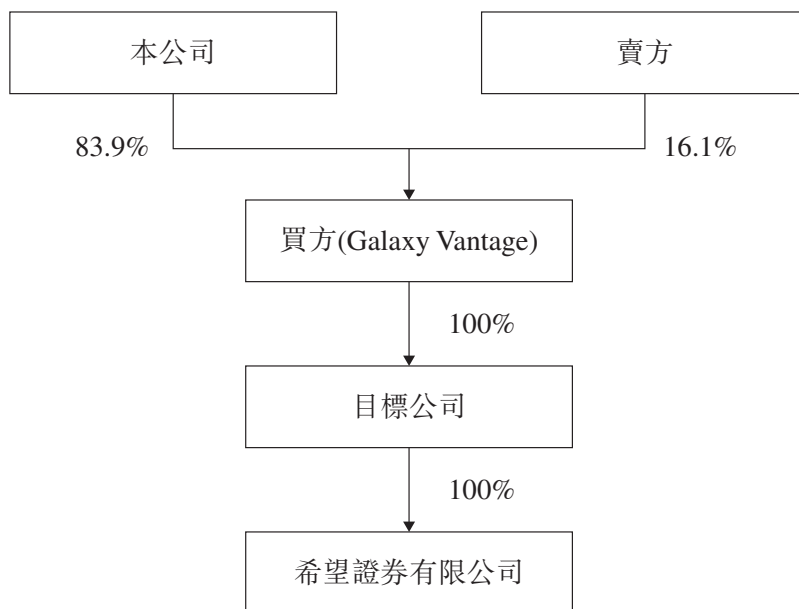 本公司
賣方
83.9%
16.1%
買方(Galaxy Vantage)
100%
目標公司
100%
希望證券有限公司